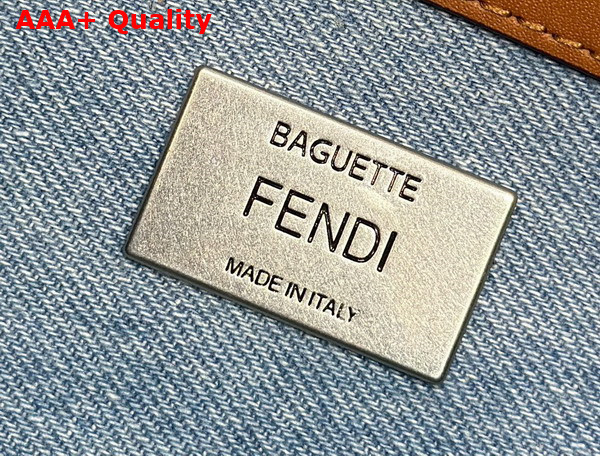 AAA+ Quality
BAGUETTE
FENDI
MADE IN ITALY